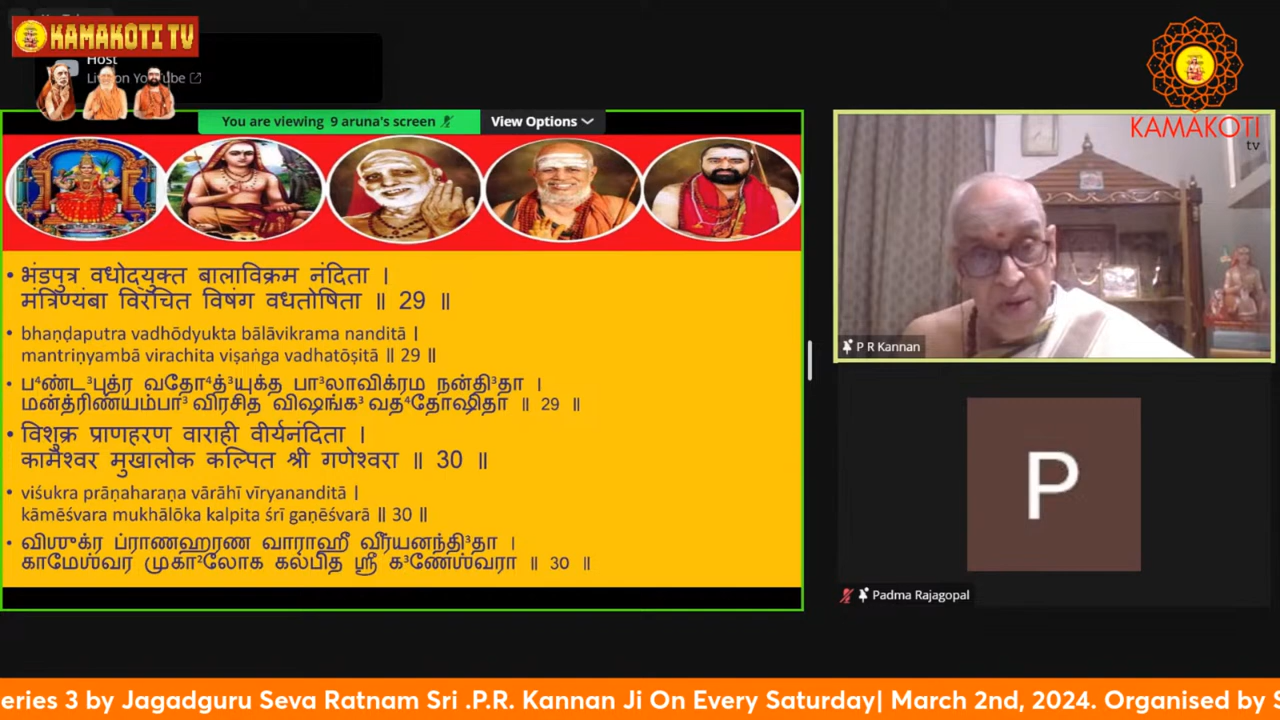 KAMAKOTI TV
Host
Live on YouTube
You are viewing 9 aruna's screen
View Options
KAMAKOTI
tv
• भंडपुत्र वधोद्युक्त बालाविक्रम नंदिता ।
मंत्रिण्यंबा विरचित विषंग वधतोषिता ॥ 29 ॥
• bhaṇḍaputra vadhōdyukta bālāvikrama nanditā |
mantriṇyambā virachita viṣaṅga vadhatōṣitā ॥ 29 ॥
• ப⁴ண்ட³புத்ர வதோ⁴த்³யுக்த பா³லாவிக்ரம நன்தி³தா ।
மன்த்ரிண்யம்பா³ விரசித விஷங்க³ வத⁴தோஷிதா ॥ 29 ॥
• विशुक्र प्राणहरण वाराही वीर्यनंदिता ।
कामेश्वर मुखालोक कल्पित श्री गणेश्वरा ॥ 30 ॥
• viśukra prāṇaharaṇa vārāhī vīryananditā |
kāmēśvara mukhālōka kalpita śrī gaṇēśvarā ॥ 30 ॥
• விஶுக்ர ப்ராணஹரண வாராஹீ வீர்யனந்தி³தா ।
காமேஶ்வர முகா²லோக கல்பித ஶ்ரீ க³ணேஶ்வரா ॥ 30 ॥
P R Kannan
P
Padma Rajagopal
eries 3 by Jagadguru Seva Ratnam Sri .P.R. Kannan Ji On Every Saturday| March 2nd, 2024. Organised by S